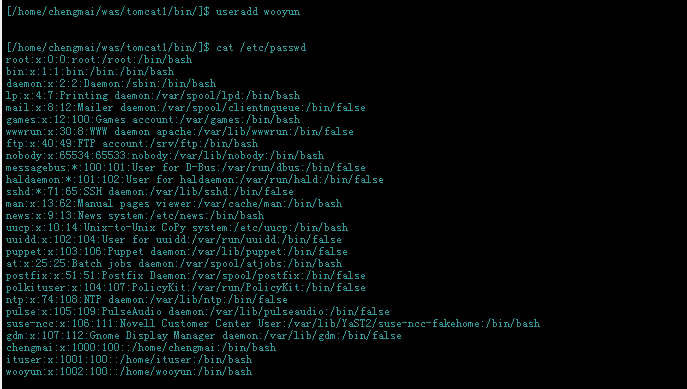 [/home/chengmai/was/tomcat1/bin/]$ useradd wooyun
[/home/chengmai/was/tomcat1/bin/]$ cat /etc/passwd
root:x:0:0:root:/root:/bin/bash
bin:x:1:1:bin:/bin:/bin/bash
daemon:x:2:2:Daemon:/sbin:/bin/bash
lp:x:4:7:Printing daemon:/var/spool/lpd:/bin/bash
mail:x:8:12:Mailer daemon:/var/spool/clientmqueue:/bin/false
games:x:12:100:Games account:/var/games:/bin/bash
wwwrun:x:30:8:WWW daemon apache:/var/lib/wwwrun:/bin/false
ftp:x:40:49:FTP account:/srv/ftp:/bin/bash
nobody:x:65534:65533:nobody:/var/lib/nobody:/bin/bash
messagebus:*:100:101:User for D-Bus:/var/run/dbus:/bin/false
haldaemon:*:101:102:User for haldaemon:/var/run/hald:/bin/false
sshd:*:71:65:SSH daemon:/var/lib/sshd:/bin/false
man:x:13:62:Manual pages viewer:/var/cache/man:/bin/bash
news:x:9:13:News system:/etc/news:/bin/bash
uucp:x:10:14:Unix-to-Unix CoPy system:/etc/uucp:/bin/bash
uuidd:x:102:104:User for uuidd:/var/run/uuidd:/bin/false
puppet:x:103:106:Puppet daemon:/var/lib/puppet:/bin/false
at:x:25:25:Batch jobs daemon:/var/spool/atjobs:/bin/bash
postfix:x:51:51:Postfix Daemon:/var/spool/postfix:/bin/false
polkituser:x:104:107:PolicyKit:/var/run/PolicyKit:/bin/false
ntp:x:74:108:NTP daemon:/var/lib/ntp:/bin/false
pulse:x:105:109:PulseAudio daemon:/var/lib/pulseaudio:/bin/false
suse-ncc:x:106:111:Novell Customer Center User:/var/lib/YaST2/suse-ncc-fakehome:/bin/bash
gdm:x:107:112:Gnome Display Manager daemon:/var/lib/gdm:/bin/false
chengmai:x:1000:100::/home/chengmai:/bin/bash
ituser:x:1001:100::/home/ituser:/bin/bash
wooyun:x:1002:100::/home/wooyun:/bin/bash